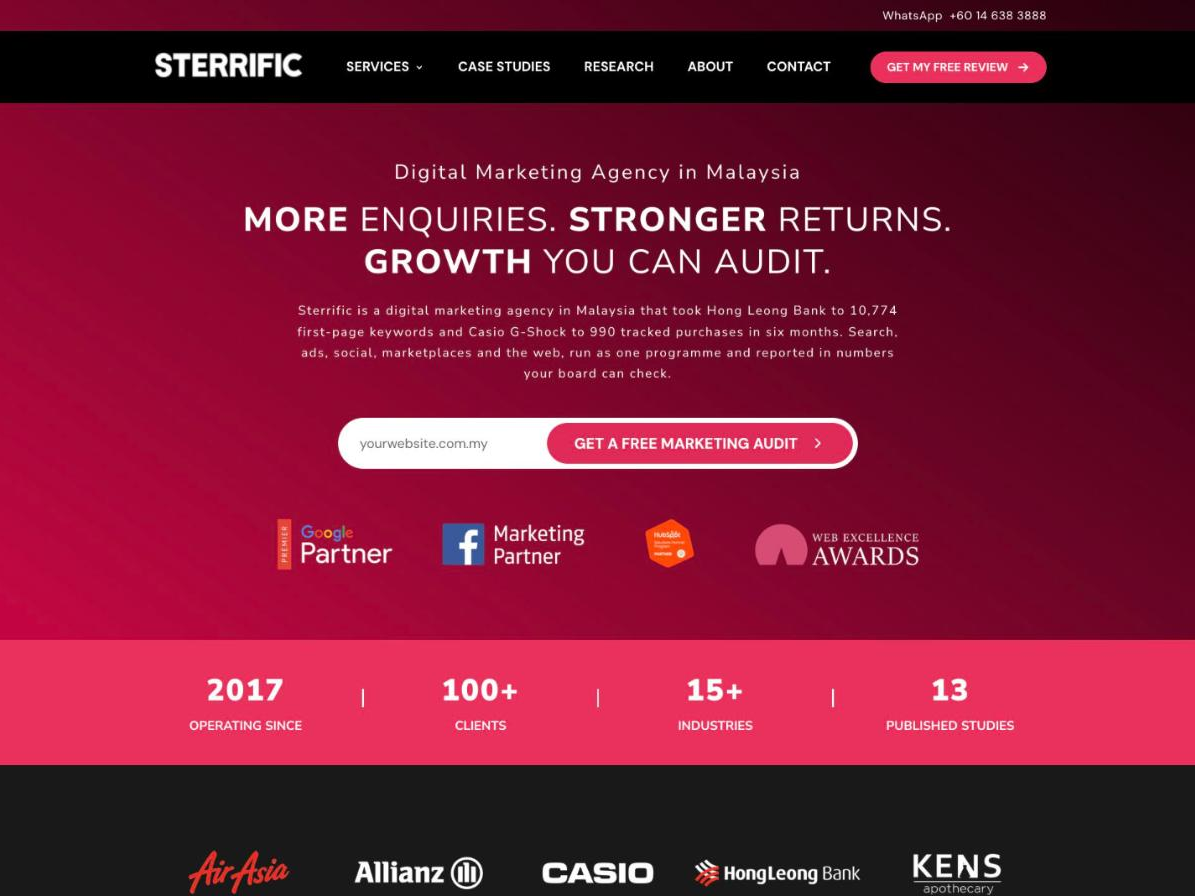 WhatsApp +60 14 638 3888
STERRIFIC SERVICES CASE STUDIES RESEARCH ABOUT CONTACT GET MY FREE REVIEW
Digital Marketing Agency in Malaysia
MORE ENQUIRIES. STRONGER RETURNS.
GROWTH YOU CAN AUDIT.
Sterrific is a digital marketing agency in Malaysia that took Hong Leong Bank to 10,774
first-page keywords and Casio G-Shock to 990 tracked purchases in six months. Search,
ads, social, marketplaces and the web, run as one programme and reported in numbers
your board can check.
yourwebsite.com.my GET A FREE MARKETING AUDIT
PREMIER
Google
Partner
f
Marketing
Partner
HubSpot
WEB EXCELLENCE
AWARDS
2017 100+ 15+ 13
OPERATING SINCE CLIENTS INDUSTRIES PUBLISHED STUDIES
AirAsia Allianz CASIO HongLeong Bank KENS
apothecary